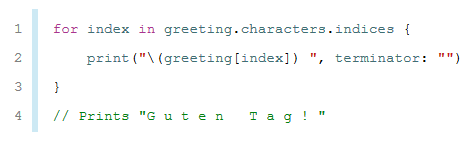 1 for index in greeting.characters.indices {
2     print("\(greeting[index]) ", terminator: "")
3 }
4 // Prints "G u t e n   T a g ! "